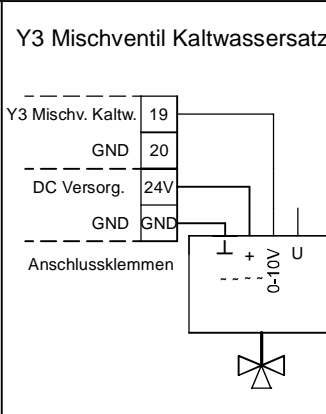 Y3 Mischventil Kaltwassersatz
Y3 Mischv. Kaltw. 19
GND 20
DC Versorg. 24V
GND GND
Anschlussklemmen
⊥ + 0-10V U
~ ~ ~ ~